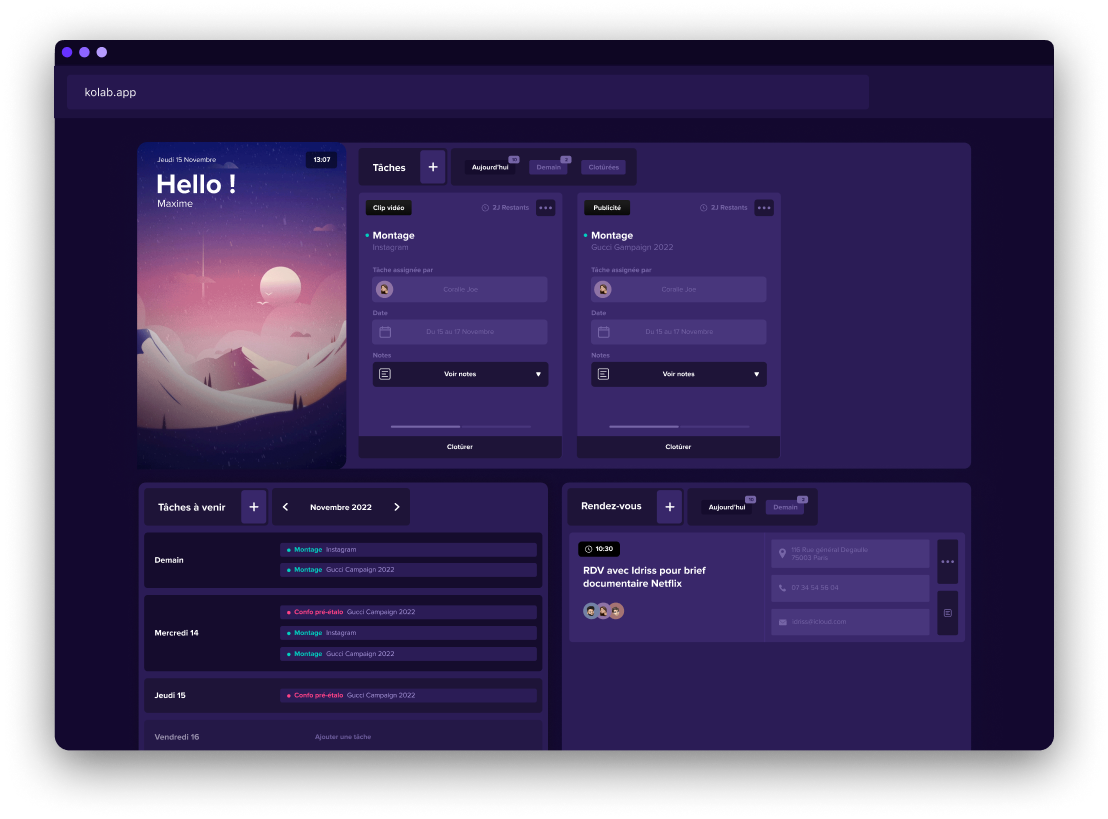 kolab.app
Jeudi 15 Novembre
13:07
Hello !
Maxime
Tâches
+
Aujourd'hui
10
Demain
3
Clotûrées
Clip vidéo
2J Restants
Montage
Instagram
Tâche assignée par
Coralie Joe
Date
Du 15 au 17 Novembre
Notes
Voir notes
Clotûrer
Publicité
2J Restants
Montage
Gucci Gampaign 2022
Tâche assignée par
Coralie Joe
Date
Du 15 au 17 Novembre
Notes
Voir notes
Clotûrer
Tâches à venir
+
Novembre 2022
Demain
Montage Instagram
Montage Gucci Campaign 2022
Mercredi 14
Confo pré-étalo Gucci Campaign 2022
Montage Instagram
Montage Gucci Campaign 2022
Jeudi 15
Confo pré-étalo Gucci Campaign 2022
Vendredi 16
Ajouter une tâche
Rendez-vous
+
Aujourd'hui
10
Demain
3
10:30
RDV avec Idriss pour brief
documentaire Netflix
116 Rue général Degaulle
75003 Paris
07 34 54 56 04
idriss@icloud.com